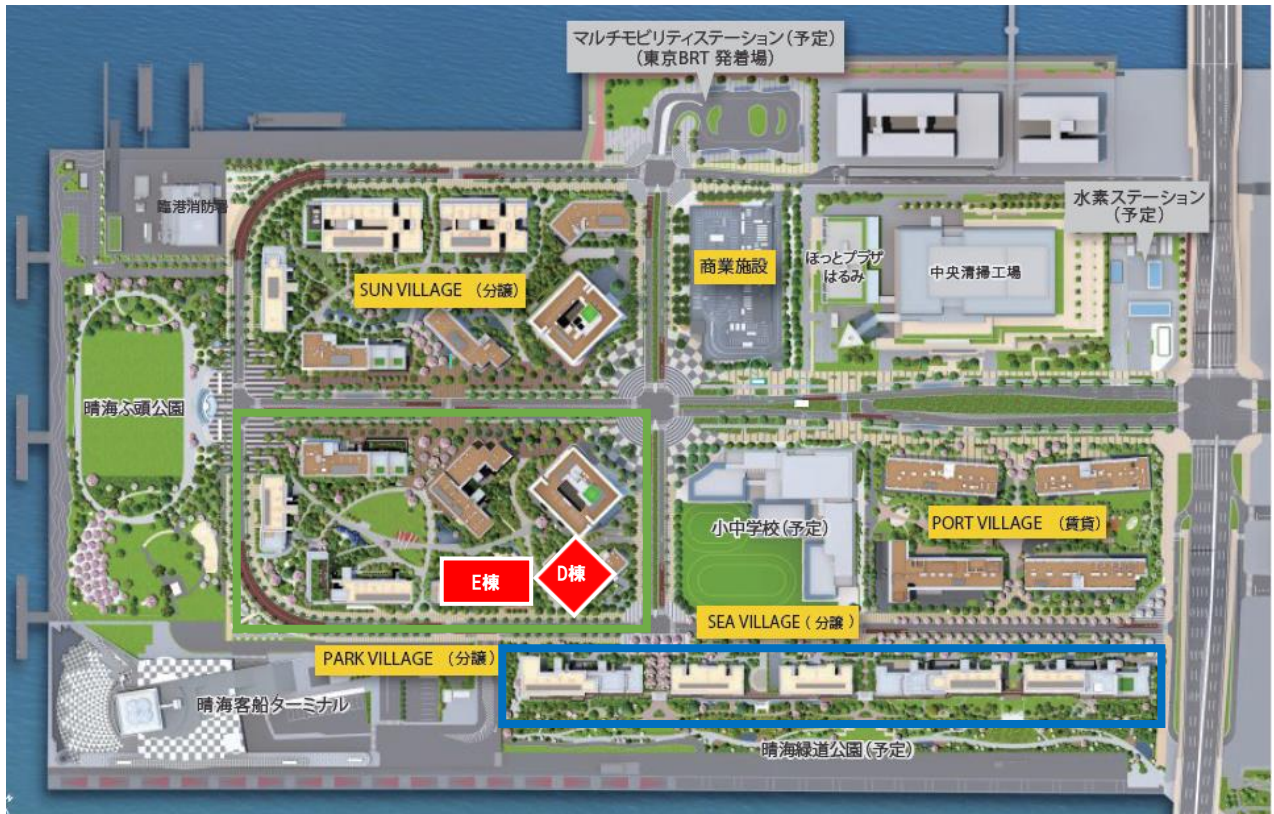 マルチモビリティステーション(予定)
(東京BRT 発着場)
水素ステーション
(予定)
臨港消防署
SUN VILLAGE (分譲)
商業施設
ほっとプラザ
はるみ
中央清掃工場
晴海ふ頭公園
小中学校(予定)
PORT VILLAGE (賃貸)
E棟
D棟
SEA VILLAGE(分譲)
PARK VILLAGE (分譲)
晴海客船ターミナル
晴海緑道公園(予定)